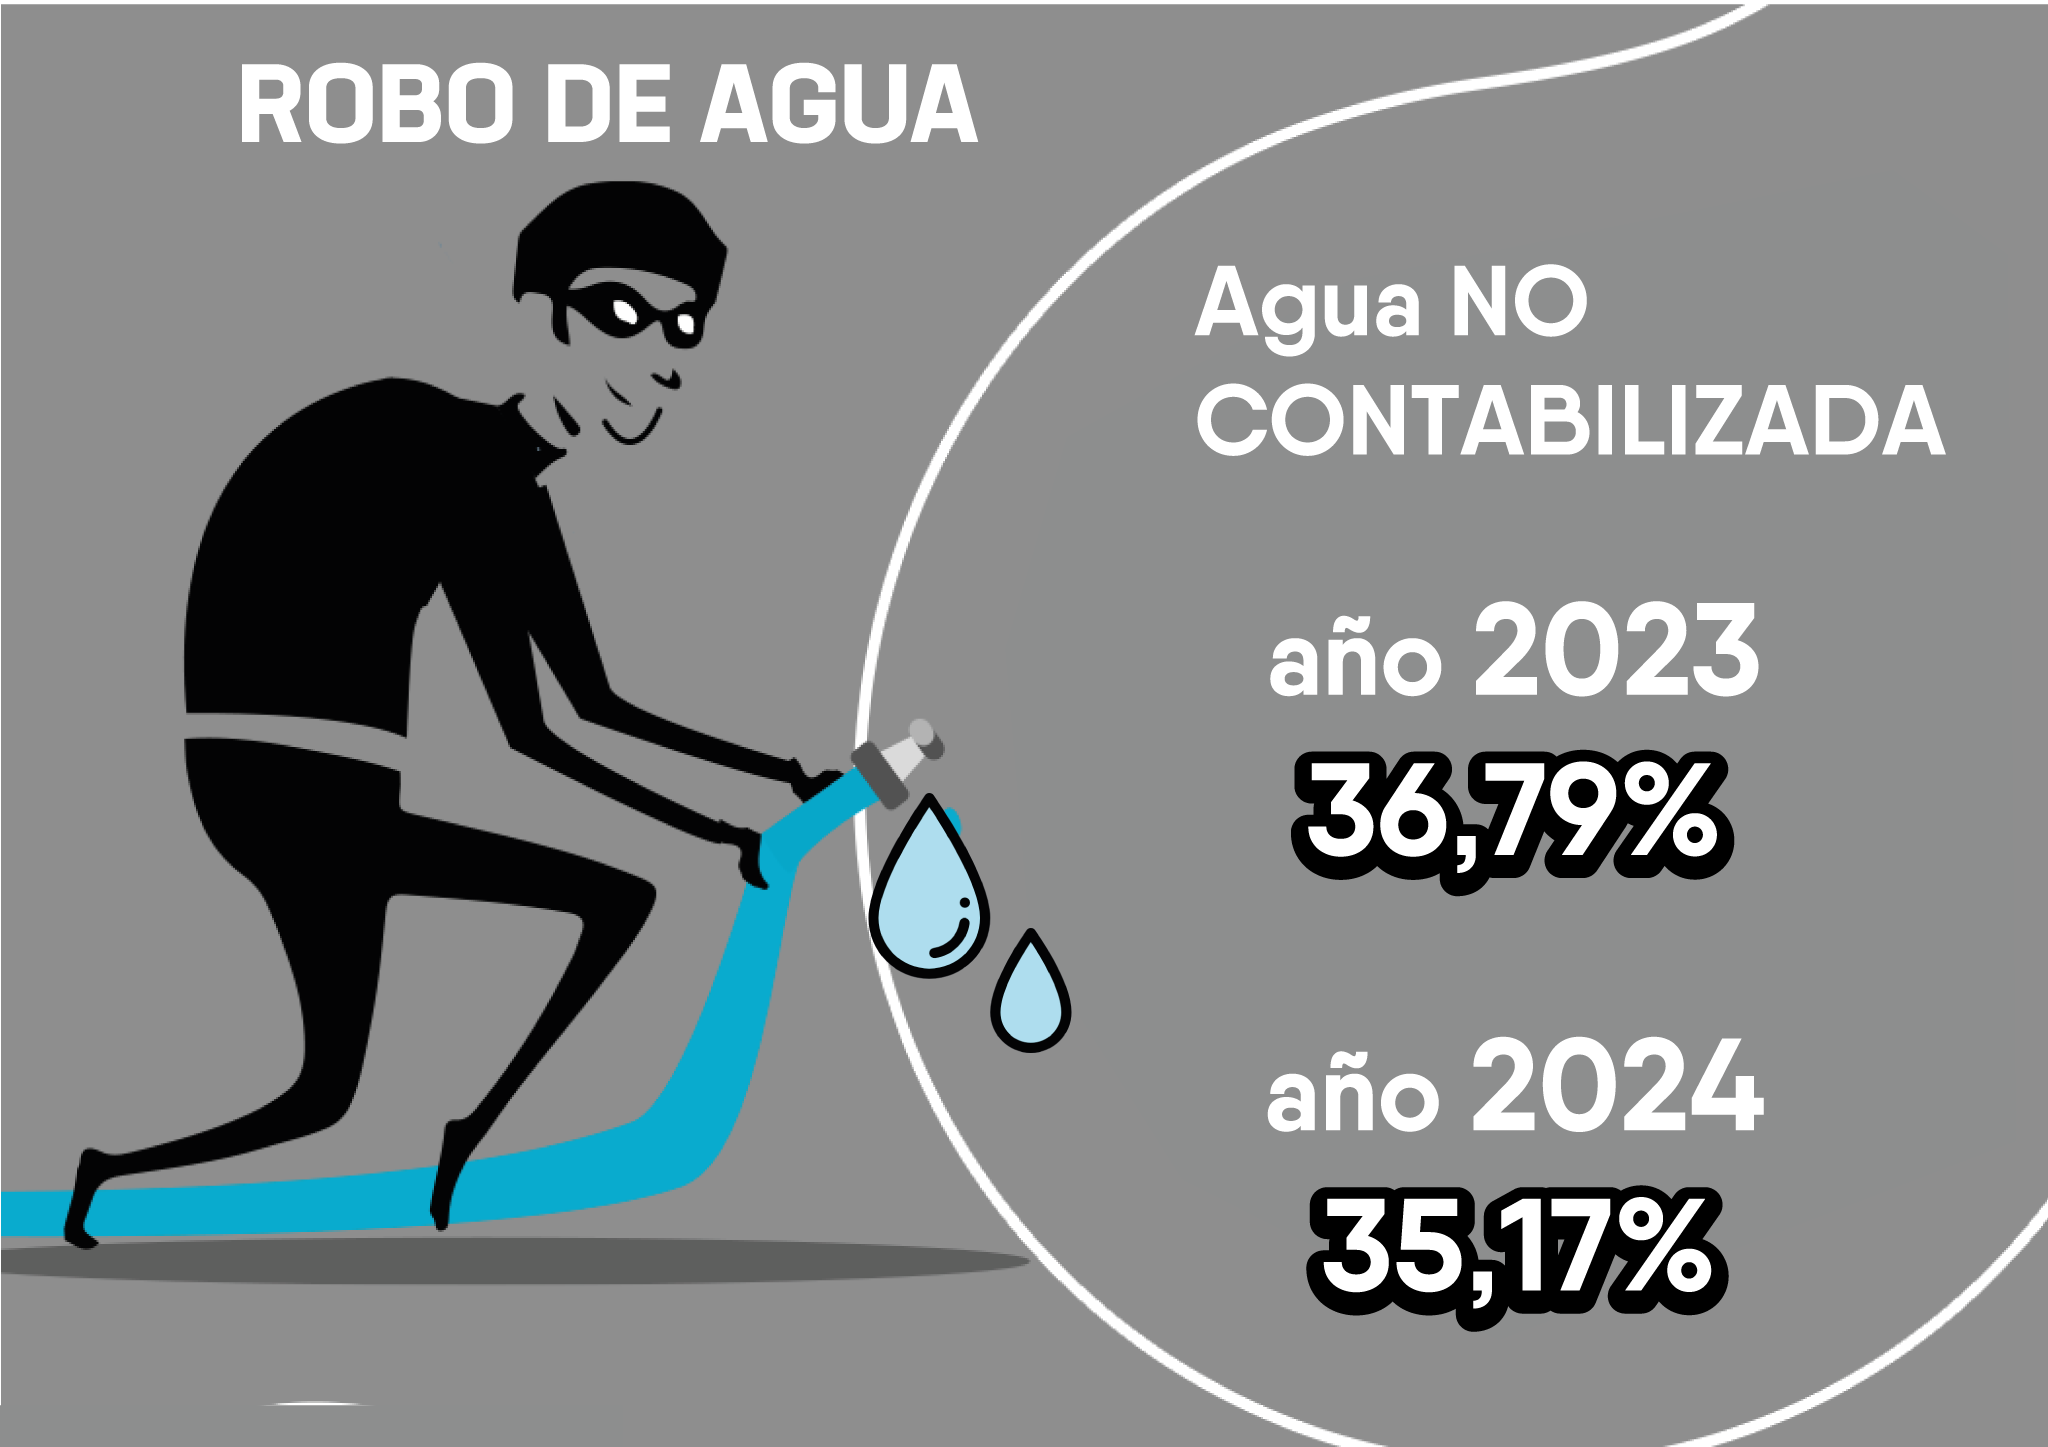 ROBO DE AGUA
Agua NO
CONTABILIZADA
año 2023
36,79%
año 2024
35,17%